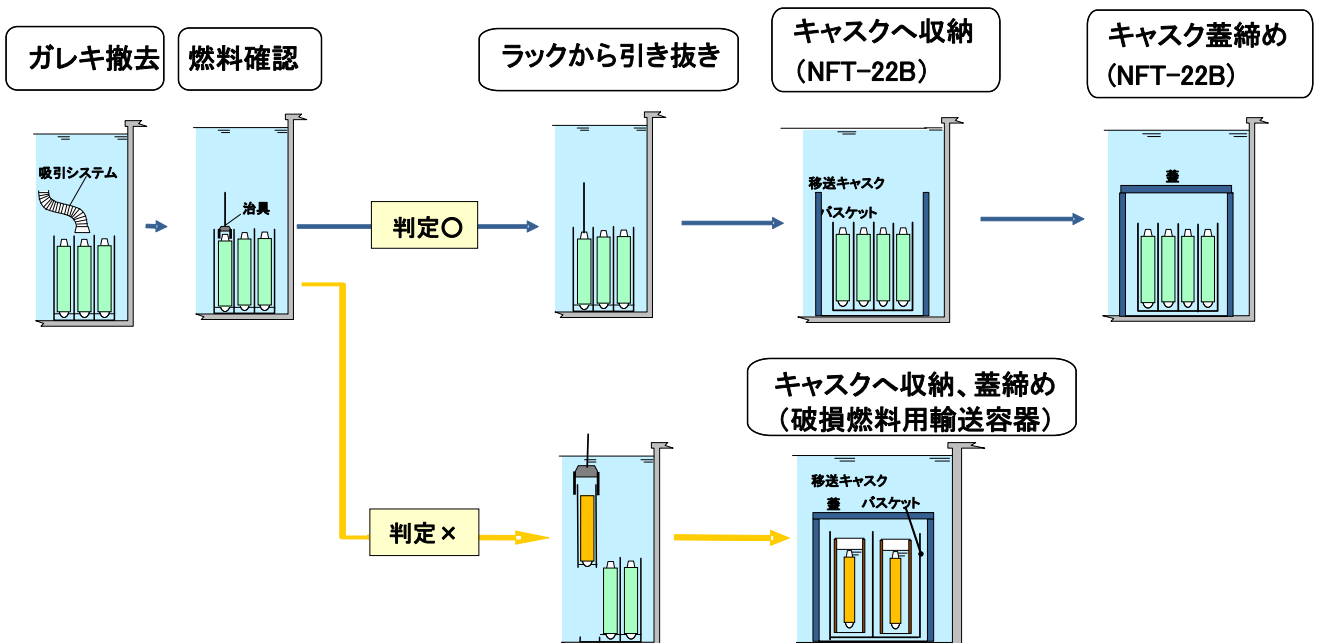 ガレキ撤去
燃料確認
ラックから引き抜き
キャスクへ収納
（NFT-22B）
キャスク蓋締め
(NFT-22B)
吸引システム
治具
判定〇
移送キャスク
バスケット
蓋
キャスクへ収納、蓋締め
（破損燃料用輸送容器）
判定×
移送キャスク
蓋 バスケット